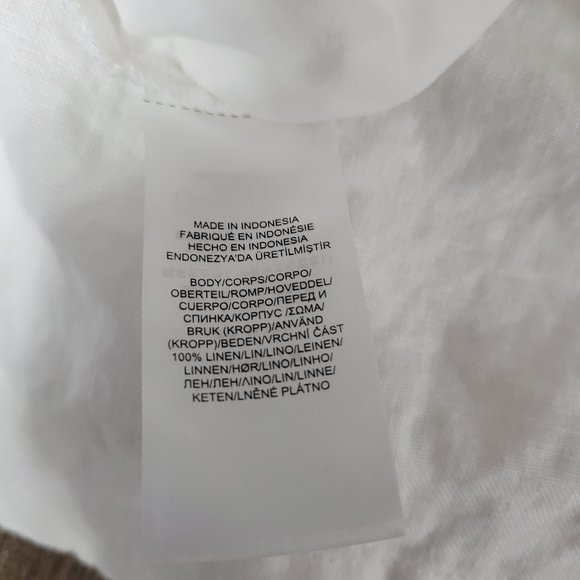 MADE IN INDONESIA
FABRIQUÉ EN INDONÉSIE
HECHO EN INDONESIA
ENDONEZYA'DA ÜRETİLMİŞTİR
BODY/CORPS/CORPO/
OBERTEIL/ROMP/HOVEDDEL/
CUERPO/CORPO/ПЕРЕД И
СПИНКА/КОРПУС /ΣΩΜΑ/
BRUK (KROPP)/ANVÄND
(KROPP)/BEDEN/VRCHNÍ ČÁST
100% LINEN/LIN/LINO/LEINEN/
LINNEN/HØR/LINO/LINHO/
ЛЕН/ЛЕН/ΛΙΝΟ/LIN/LINNE/
KETEN/LNĚNÉ PLÁTNO